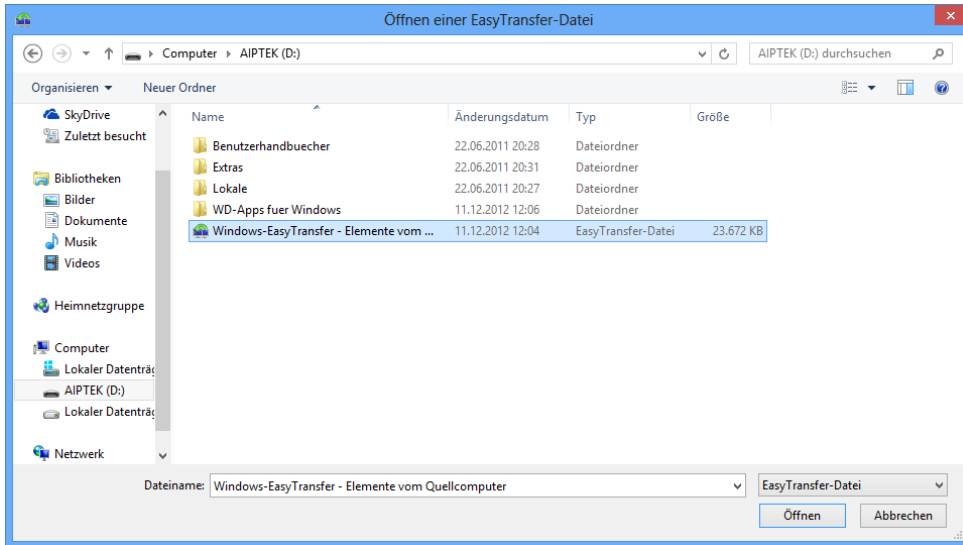 Öffnen einer EasyTransfer-Datei
Computer AIPTEK (D:) AIPTEK (D:) durchsuchen
Organisieren Neuer Ordner
SkyDrive
Zuletzt besucht
Bibliotheken
Bilder
Dokumente
Musik
Videos
Heimnetzgruppe
Computer
Lokaler Datenträg
AIPTEK (D:)
Lokaler Datenträg
Netzwerk
Name Änderungsdatum Typ Größe
Benutzerhandbuecher 22.06.2011 20:28 Dateiordner
Extras 22.06.2011 20:31 Dateiordner
Lokale 22.06.2011 20:27 Dateiordner
WD-Apps fuer Windows 11.12.2012 12:06 Dateiordner
Windows-EasyTransfer - Elemente vom ... 11.12.2012 12:04 EasyTransfer-Datei 23.672 KB
Dateiname: Windows-EasyTransfer - Elemente vom Quellcomputer EasyTransfer-Datei
Öffnen Abbrechen